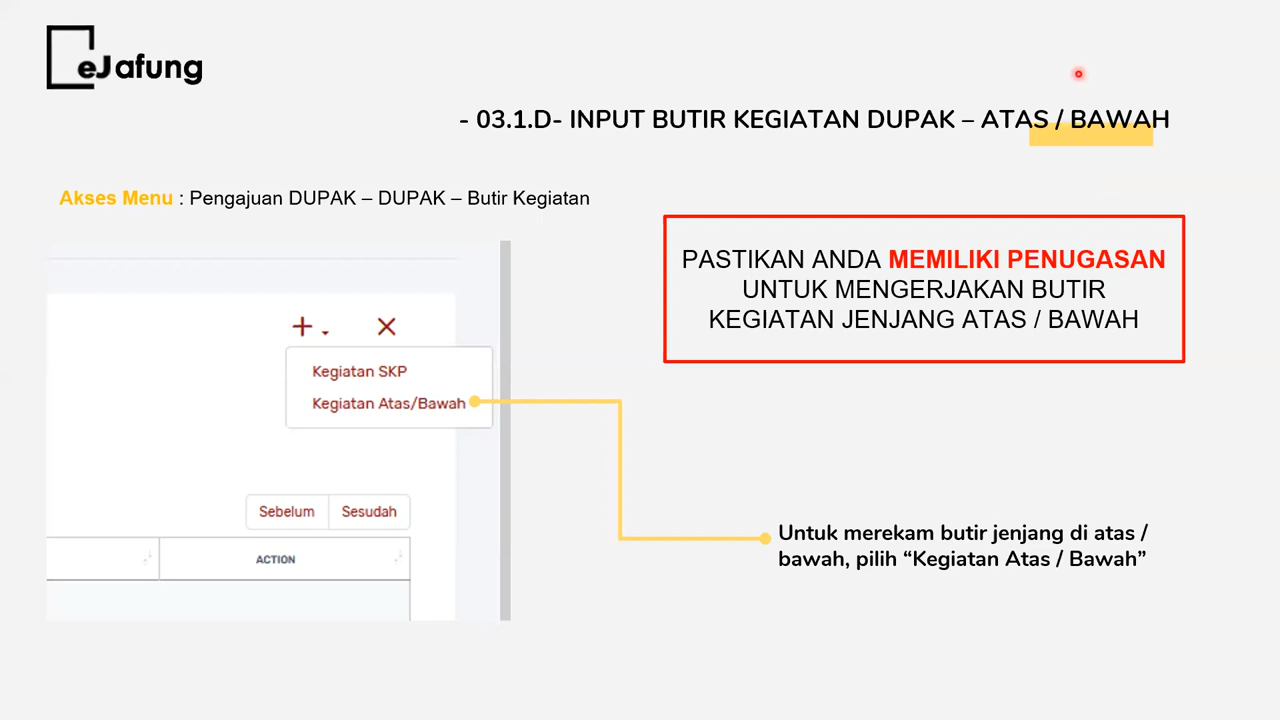 eJafung
- 03.1.D- INPUT BUTIR KEGIATAN DUPAK – ATAS / BAWAH
Akses Menu : Pengajuan DUPAK – DUPAK – Butir Kegiatan
PASTIKAN ANDA MEMILIKI PENUGASAN
UNTUK MENGERJAKAN BUTIR
KEGIATAN JENJANG ATAS / BAWAH
Kegiatan SKP
Kegiatan Atas/Bawah
Sebelum Sesudah
ACTION
Untuk merekam butir jenjang di atas /
bawah, pilih “Kegiatan Atas / Bawah”